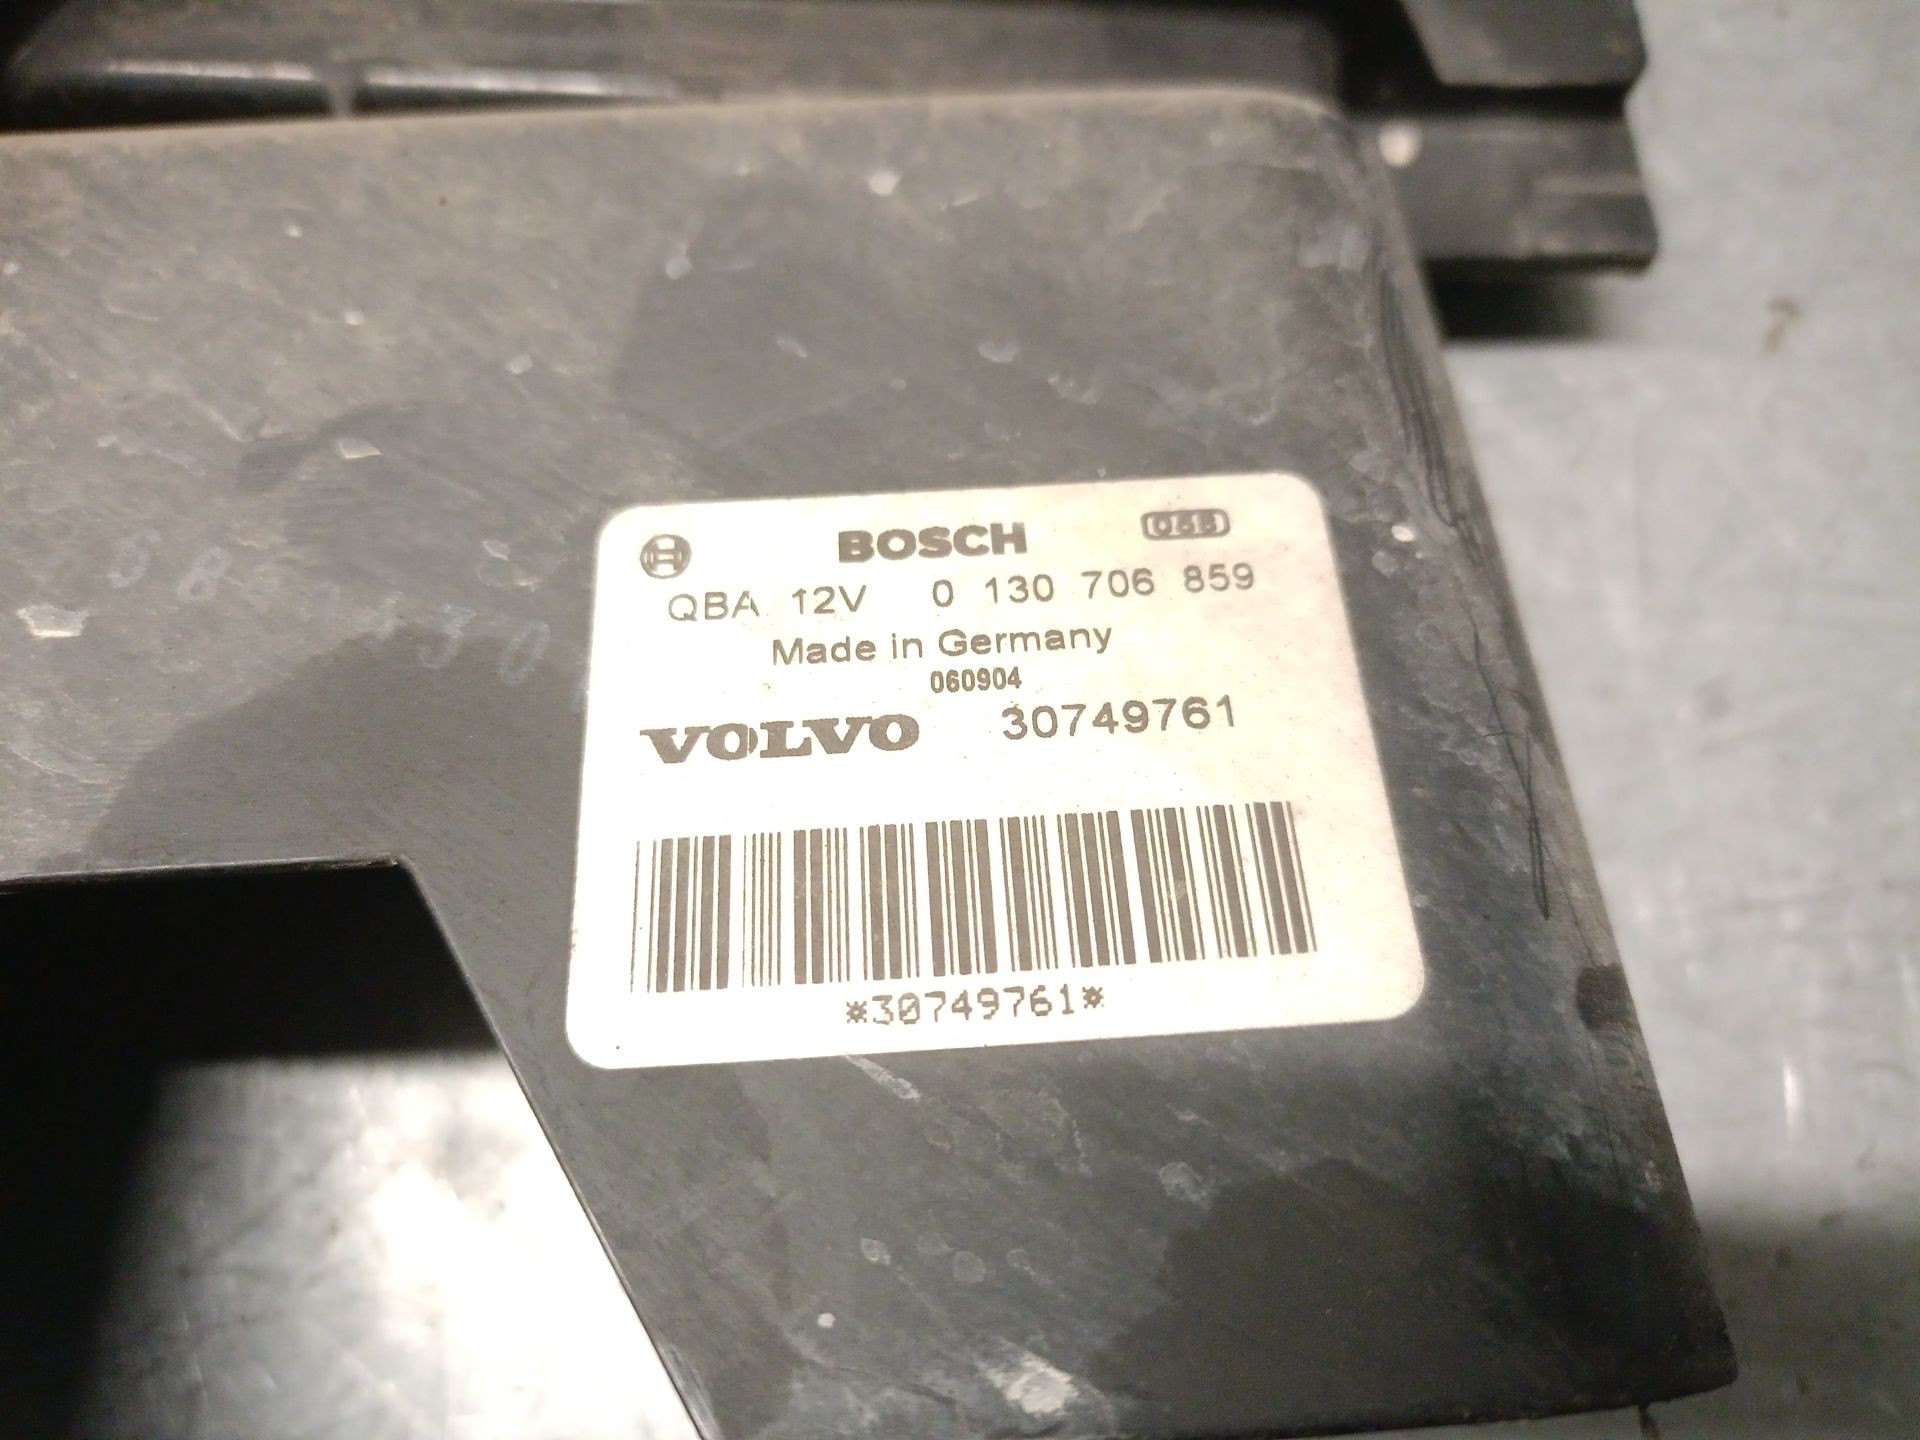 BOSCH
QBA 12V 0 130 706 859
Made in Germany
060904
VOLVO 30749761
*30749761*